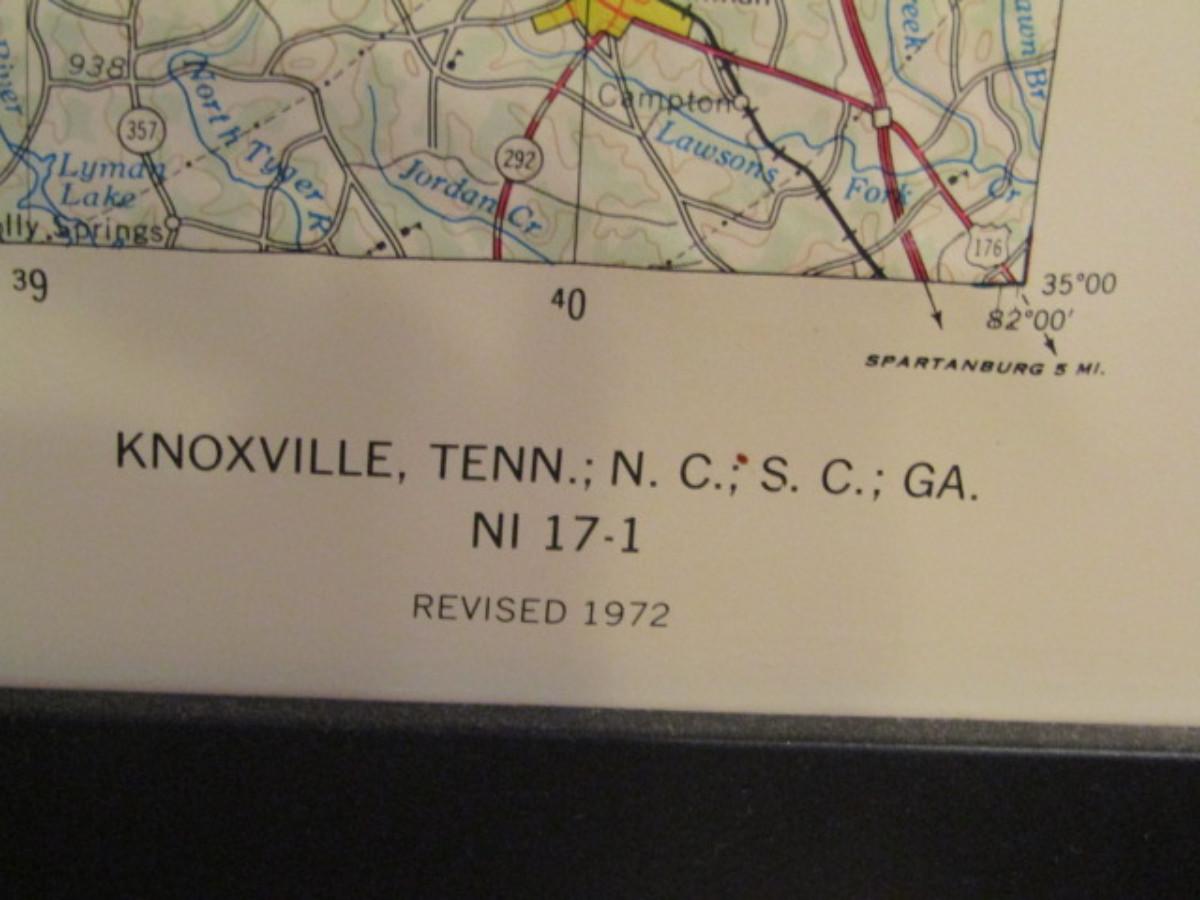 Creek
938
North Tyger R
Campton
357
292
Lawsons
Fork
Cr
Lyman
Lake
Jordan Cr
Springs
176
39
40
35°00
82°00'
SPARTANBURG 5 MI.
KNOXVILLE, TENN.; N. C.; S. C.; GA.
NI 17-1
REVISED 1972